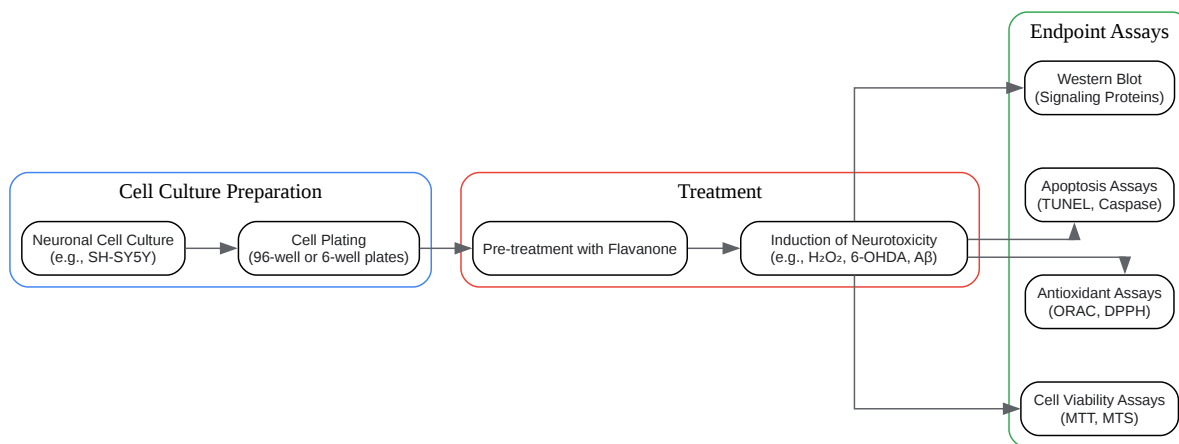 Endpoint Assays
Western Blot
(Signaling Proteins)
Cell Culture Preparation
Treatment
Apoptosis Assays
(TUNEL, Caspase)
Neuronal Cell Culture
(e.g., SH-SY5Y)
Cell Plating
(96-well or 6-well plates)
Pre-treatment with Flavanone
Induction of Neurotoxicity
(e.g., H₂O₂, 6-OHDA, Aβ)
Antioxidant Assays
(ORAC, DPPH)
Cell Viability Assays
(MTT, MTS)